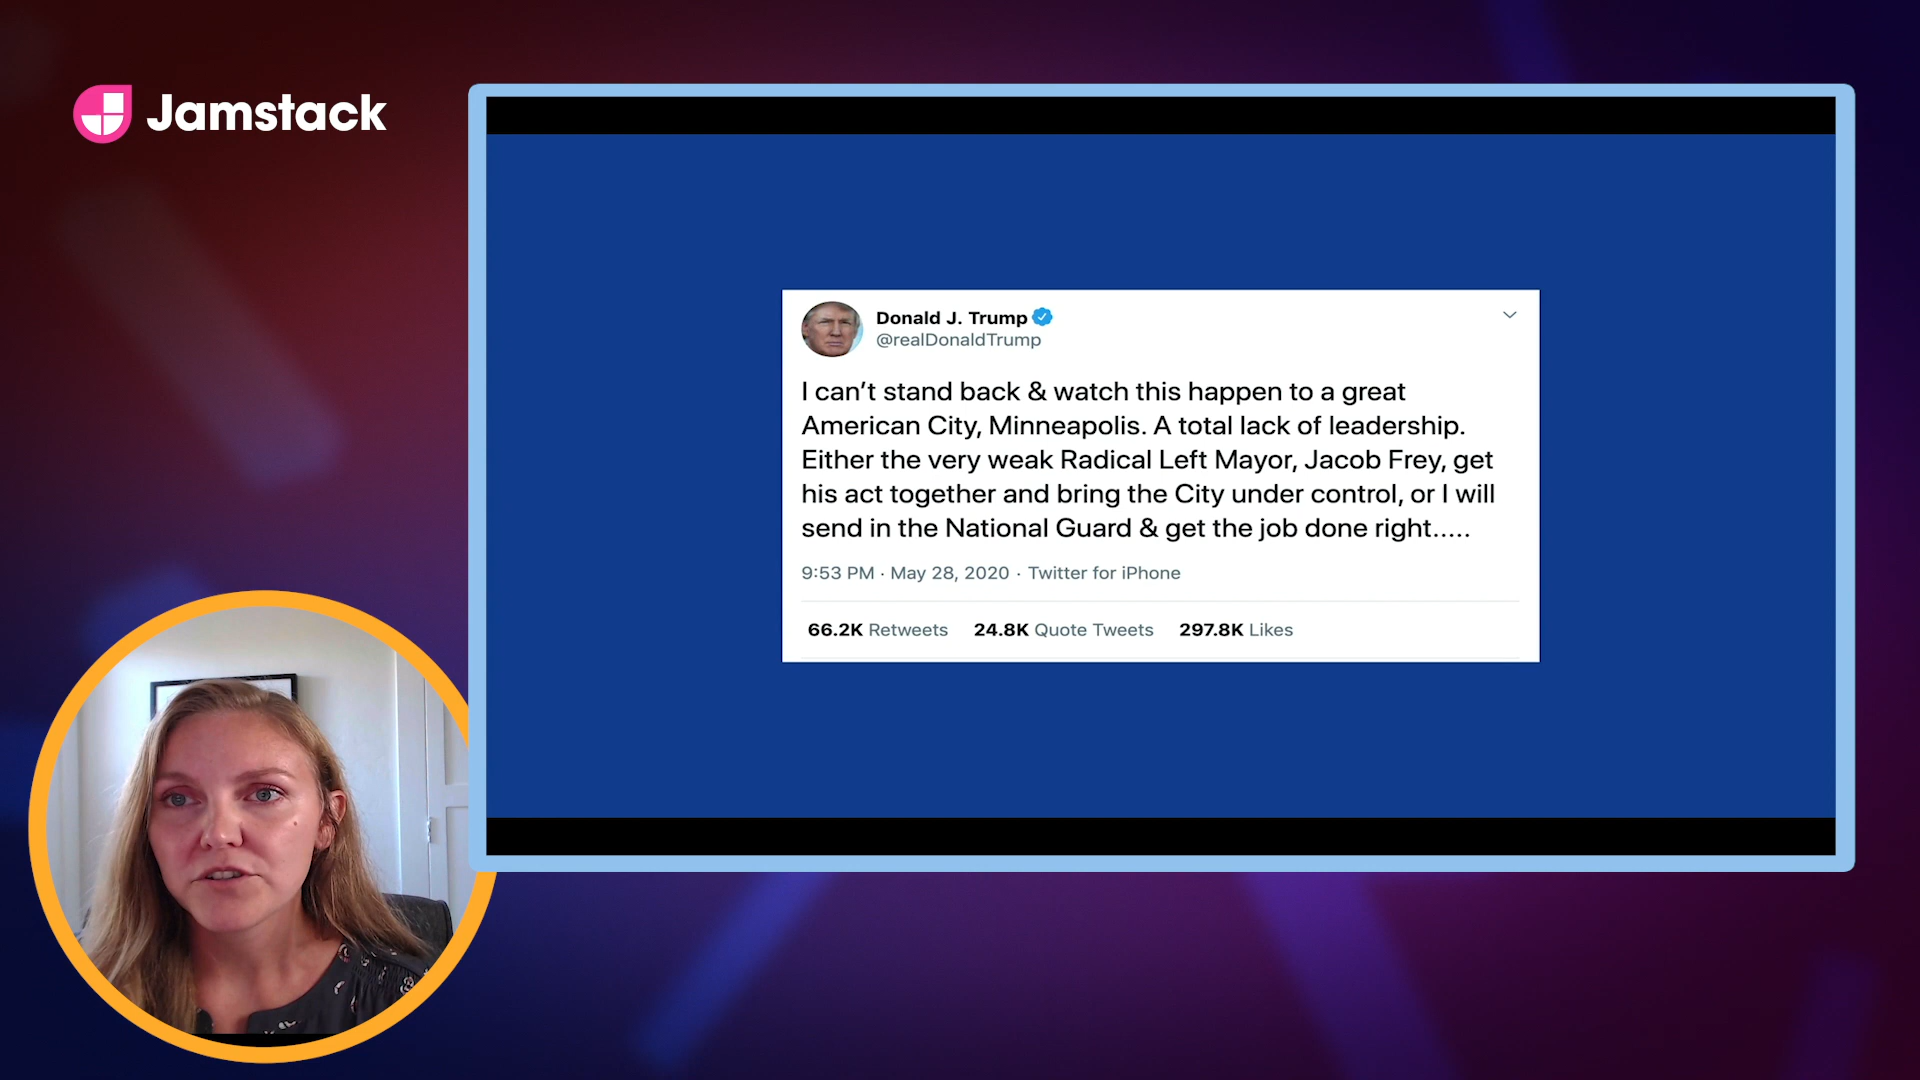 Jamstack
Donald J. Trump
@realDonaldTrump
I can’t stand back & watch this happen to a great
American City, Minneapolis. A total lack of leadership.
Either the very weak Radical Left Mayor, Jacob Frey, get
his act together and bring the City under control, or I will
send in the National Guard & get the job done right.....
9:53 PM · May 28, 2020 · Twitter for iPhone
66.2K Retweets 24.8K Quote Tweets 297.8K Likes